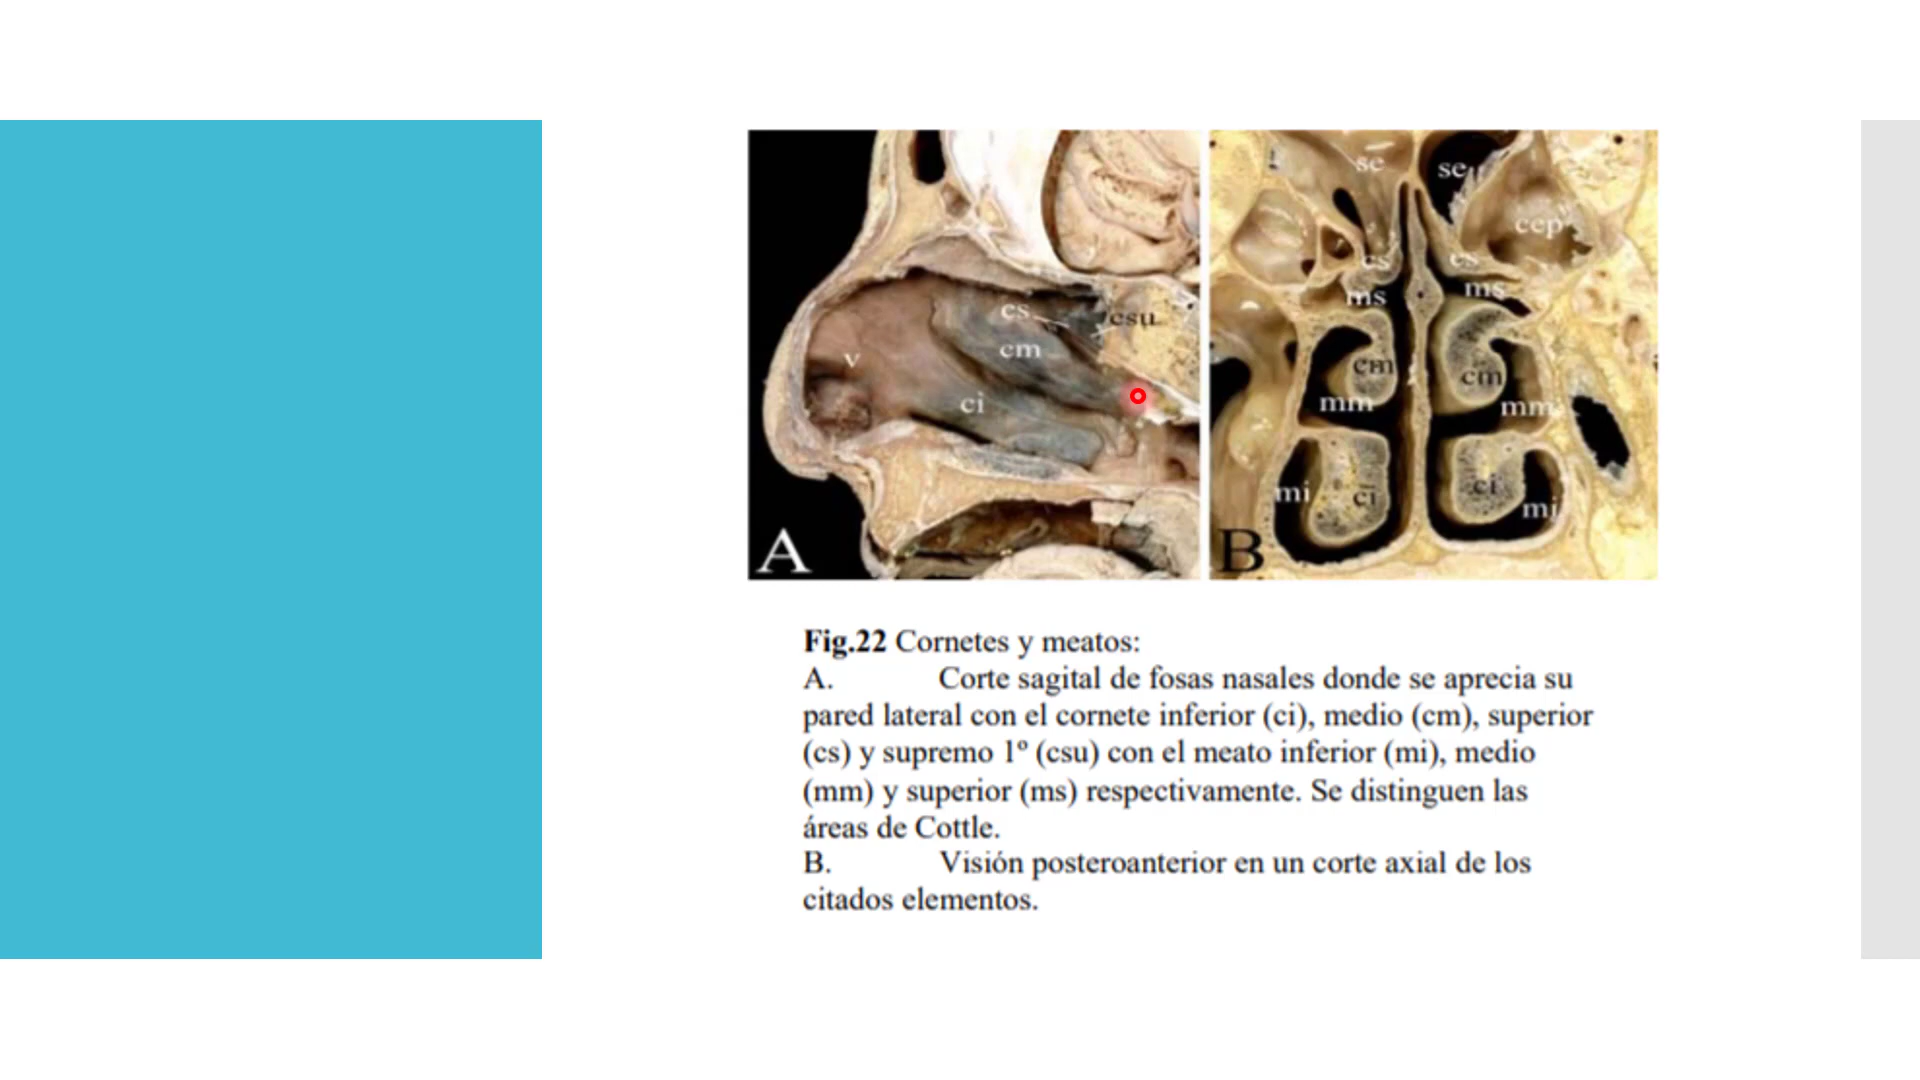 se
se
cep
cs
cs
ms
ms
cs
csu
cm
v
ci
cm
cm
mm
mm
mi
ci
ci
mi
A
B
Fig.22 Cornetes y meatos:
A. Corte sagital de fosas nasales donde se aprecia su
pared lateral con el cornete inferior (ci), medio (cm), superior
(cs) y supremo 1º (csu) con el meato inferior (mi), medio
(mm) y superior (ms) respectivamente. Se distinguen las
áreas de Cottle.
B. Visión posteroanterior en un corte axial de los
citados elementos.